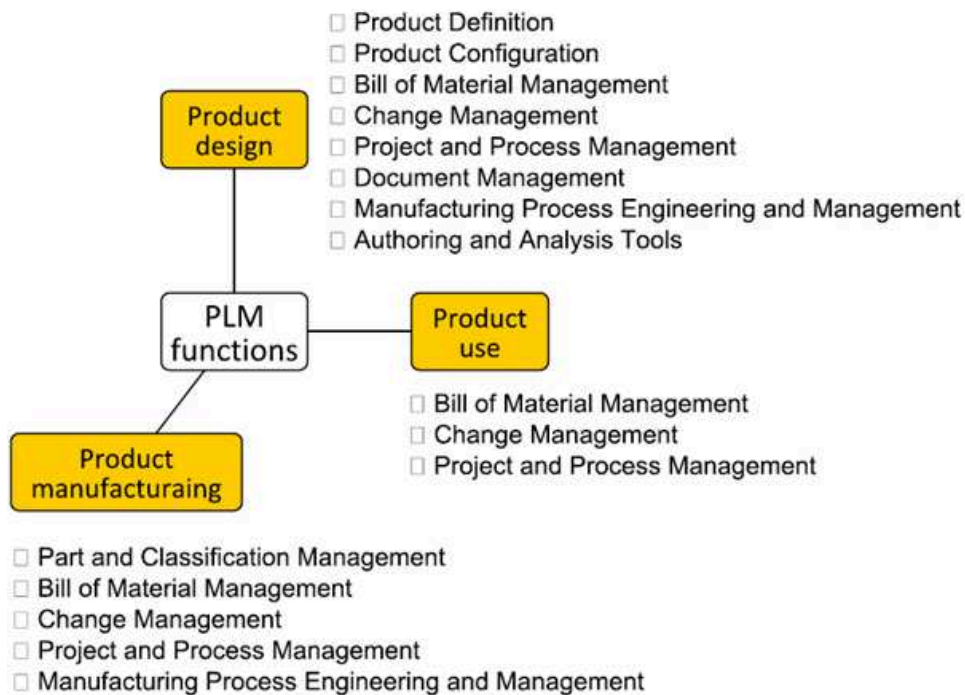 Product
design
□ Product Definition
□ Product Configuration
□ Bill of Material Management
□ Change Management
□ Project and Process Management
□ Document Management
□ Manufacturing Process Engineering and Management
□ Authoring and Analysis Tools
PLM
functions
Product
use
□ Bill of Material Management
□ Change Management
□ Project and Process Management
Product
manufacturaing
□ Part and Classification Management
□ Bill of Material Management
□ Change Management
□ Project and Process Management
□ Manufacturing Process Engineering and Management